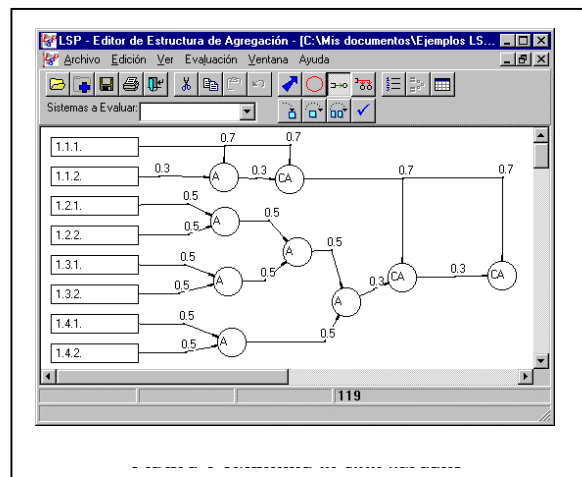 LSP - Editor de Estructura de Agregación - [C:\Mis documentos\Ejemplos LS...
Archivo Edición Ver Evaluación Ventana Ayuda
Sistemas a Evaluar:
1.1.1.
0.7 0.7
1.1.2.
0.3 A 0.3 CA 0.7 0.7
1.2.1.
0.5 A 0.5
1.2.2.
0.5 A 0.5
1.3.1.
0.5 A 0.5 CA 0.3 CA
1.3.2.
0.5 A 0.3
1.4.1.
0.5 A 0.5
1.4.2.
0.5
119